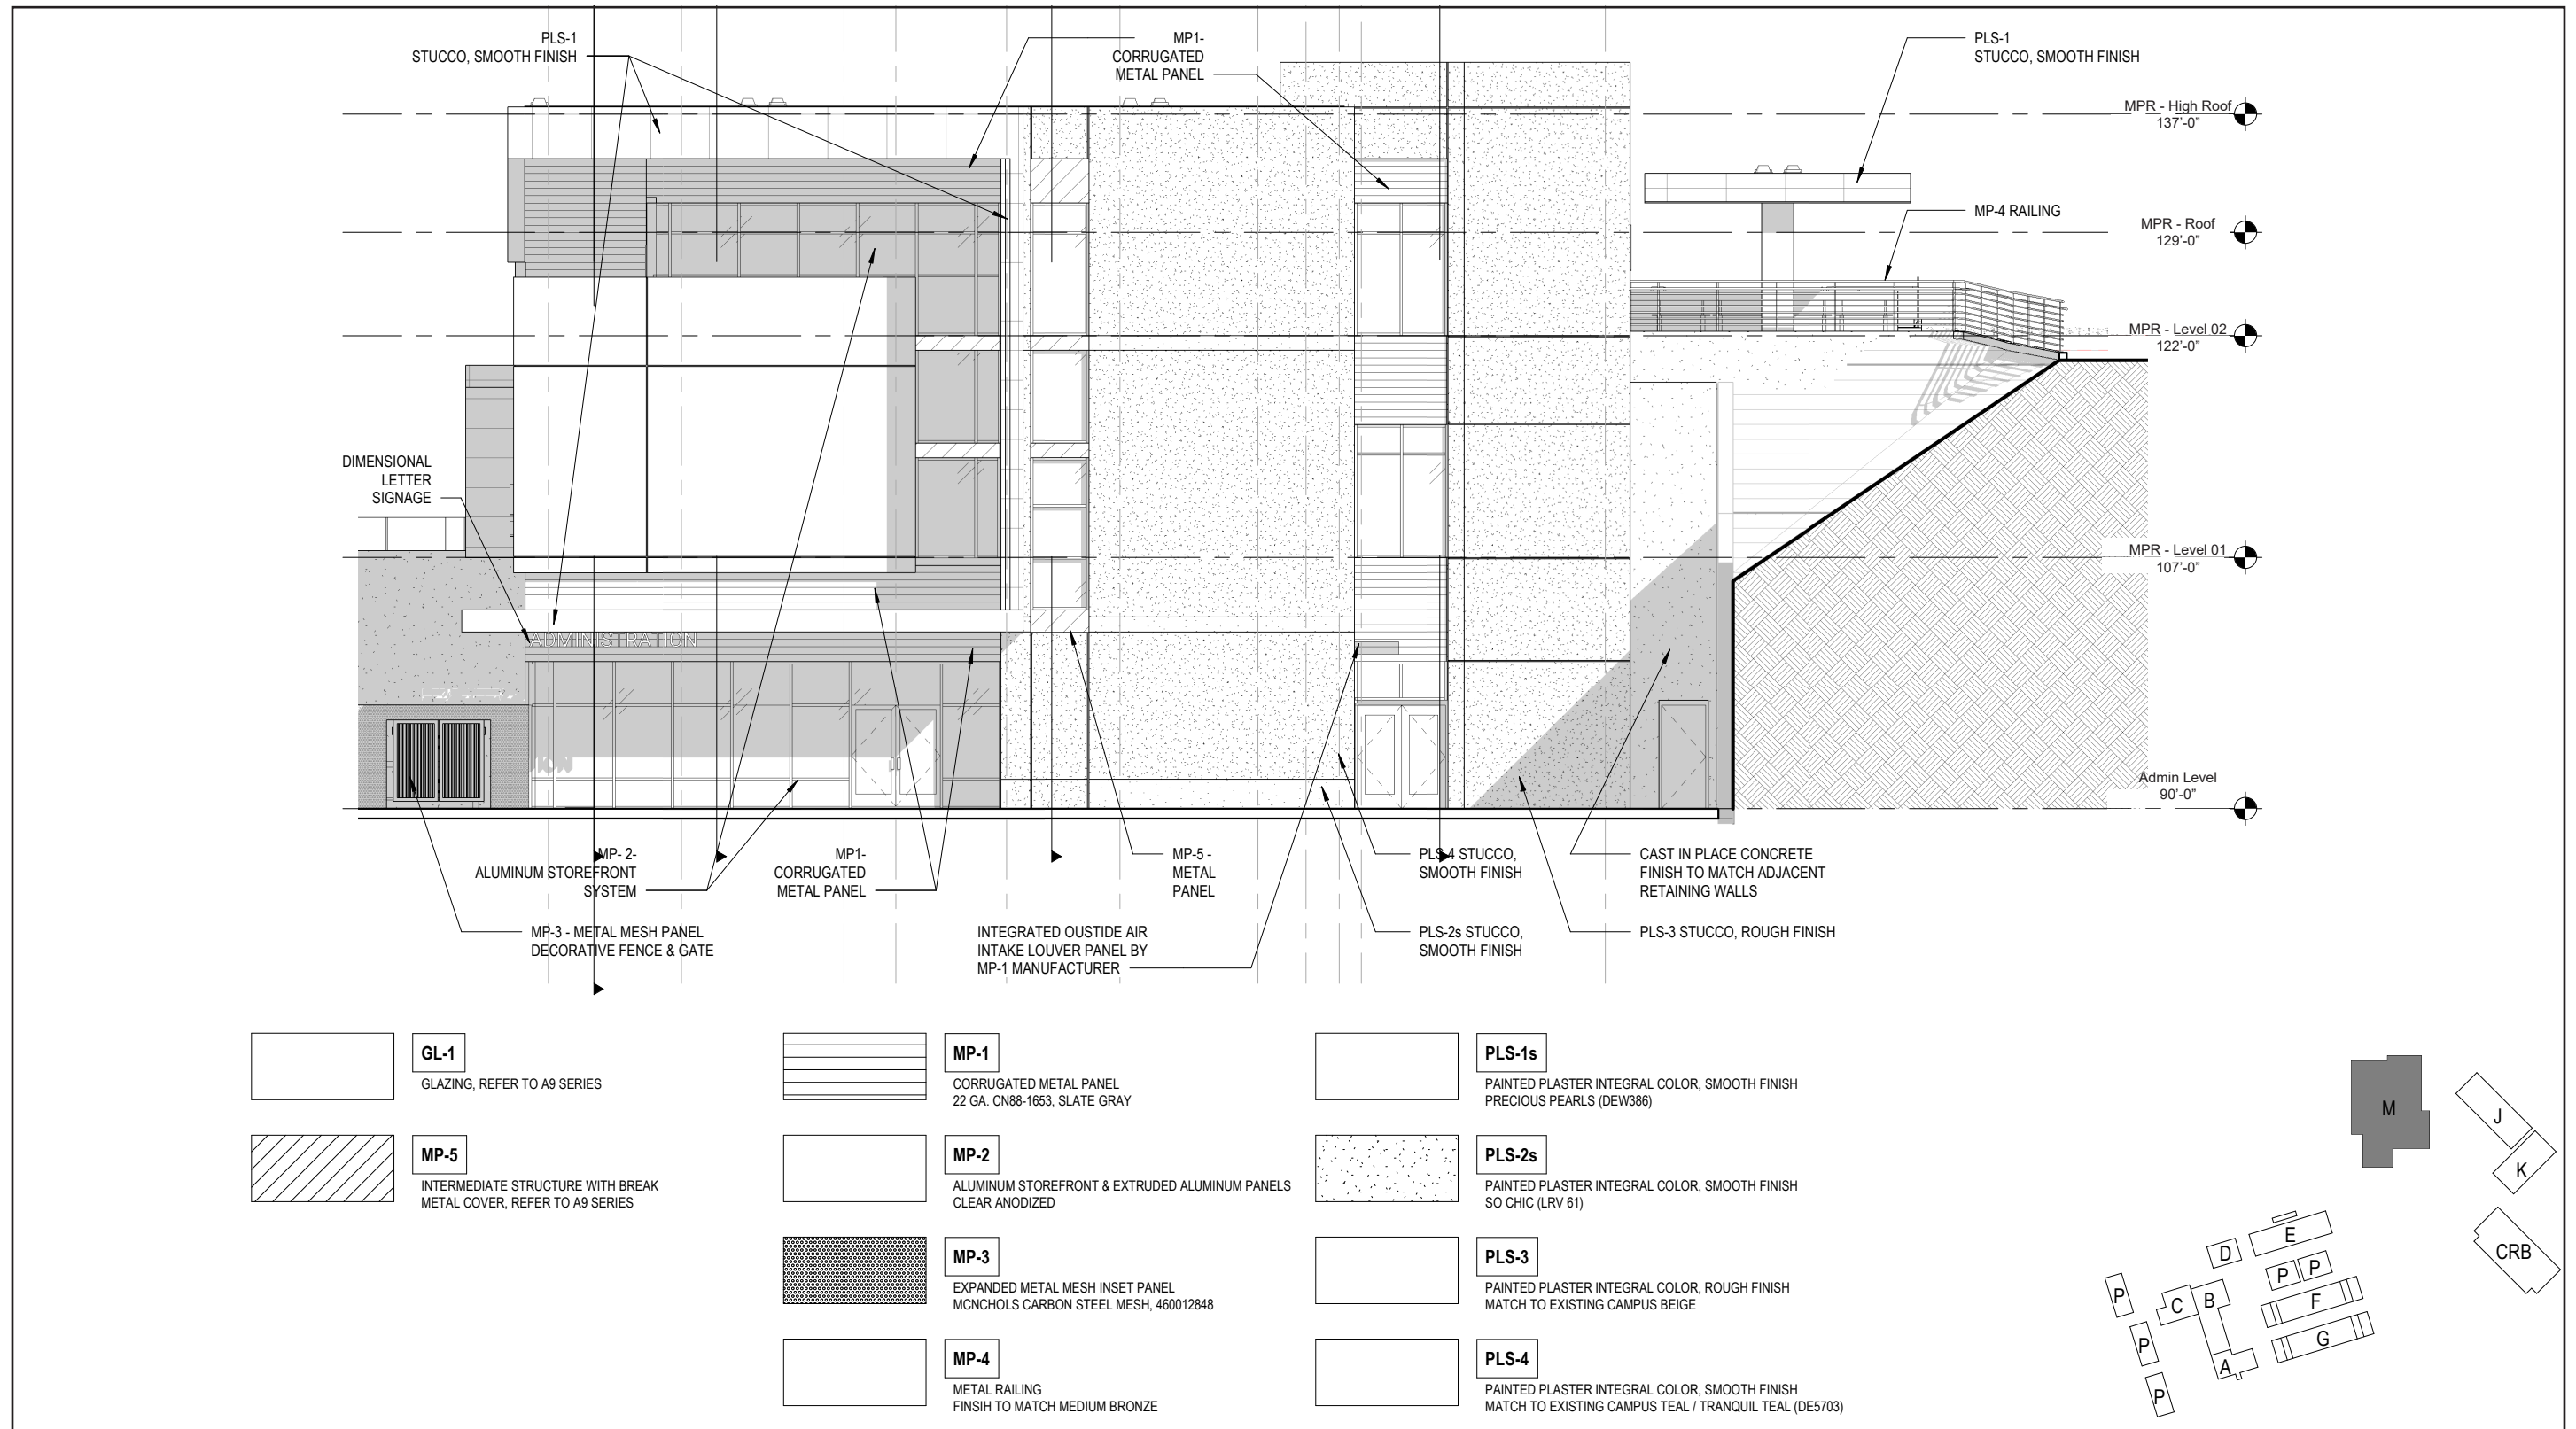 PLS-1
STUCCO, SMOOTH FINISH
MP1-
CORRUGATED
METAL PANEL
PLS-1
STUCCO, SMOOTH FINISH
MPR - High Roof
137'-0"
MP-4 RAILING
MPR - Roof
129'-0"
MPR - Level 02
122'-0"
DIMENSIONAL
LETTER
SIGNAGE
MPR - Level 01
107'-0"
ADMINISTRATION
Admin Level
90'-0"
MP- 2-
ALUMINUM STOREFRONT
SYSTEM
MP1-
CORRUGATED
METAL PANEL
MP-5 -
METAL
PANEL
PLS-4 STUCCO,
SMOOTH FINISH
CAST IN PLACE CONCRETE
FINISH TO MATCH ADJACENT
RETAINING WALLS
MP-3 - METAL MESH PANEL
DECORATIVE FENCE & GATE
INTEGRATED OUSTIDE AIR
INTAKE LOUVER PANEL BY
MP-1 MANUFACTURER
PLS-2s STUCCO,
SMOOTH FINISH
PLS-3 STUCCO, ROUGH FINISH
GL-1
GLAZING, REFER TO A9 SERIES
MP-5
INTERMEDIATE STRUCTURE WITH BREAK
METAL COVER, REFER TO A9 SERIES
MP-1
CORRUGATED METAL PANEL
22 GA. CN88-1653, SLATE GRAY
MP-2
ALUMINUM STOREFRONT & EXTRUDED ALUMINUM PANELS
CLEAR ANODIZED
MP-3
EXPANDED METAL MESH INSET PANEL
MCNCHOLS CARBON STEEL MESH, 460012848
MP-4
METAL RAILING
FINSIH TO MATCH MEDIUM BRONZE
PLS-1s
PAINTED PLASTER INTEGRAL COLOR, SMOOTH FINISH
PRECIOUS PEARLS (DEW386)
PLS-2s
PAINTED PLASTER INTEGRAL COLOR, SMOOTH FINISH
SO CHIC (LRV 61)
PLS-3
PAINTED PLASTER INTEGRAL COLOR, ROUGH FINISH
MATCH TO EXISTING CAMPUS BEIGE
PLS-4
PAINTED PLASTER INTEGRAL COLOR, SMOOTH FINISH
MATCH TO EXISTING CAMPUS TEAL / TRANQUIL TEAL (DE5703)
M
J
K
E
D
CRB
P P
P
C B
F
P
G
A
P